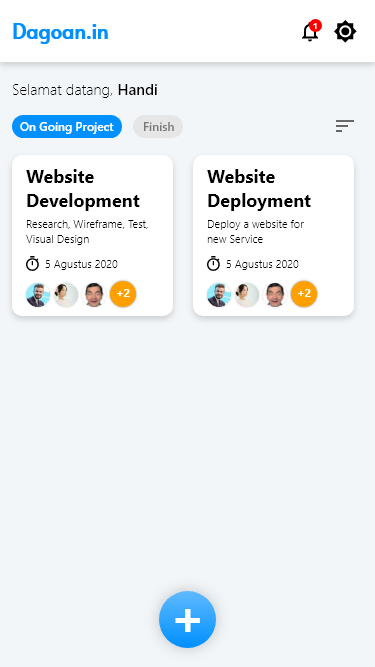 Dagoan.in
1
Selamat datang, Handi
On Going Project
Finish
Website
Development
Research, Wireframe, Test,
Visual Design
5 Agustus 2020
+2
Website
Deployment
Deploy a website for
new Service
5 Agustus 2020
+2